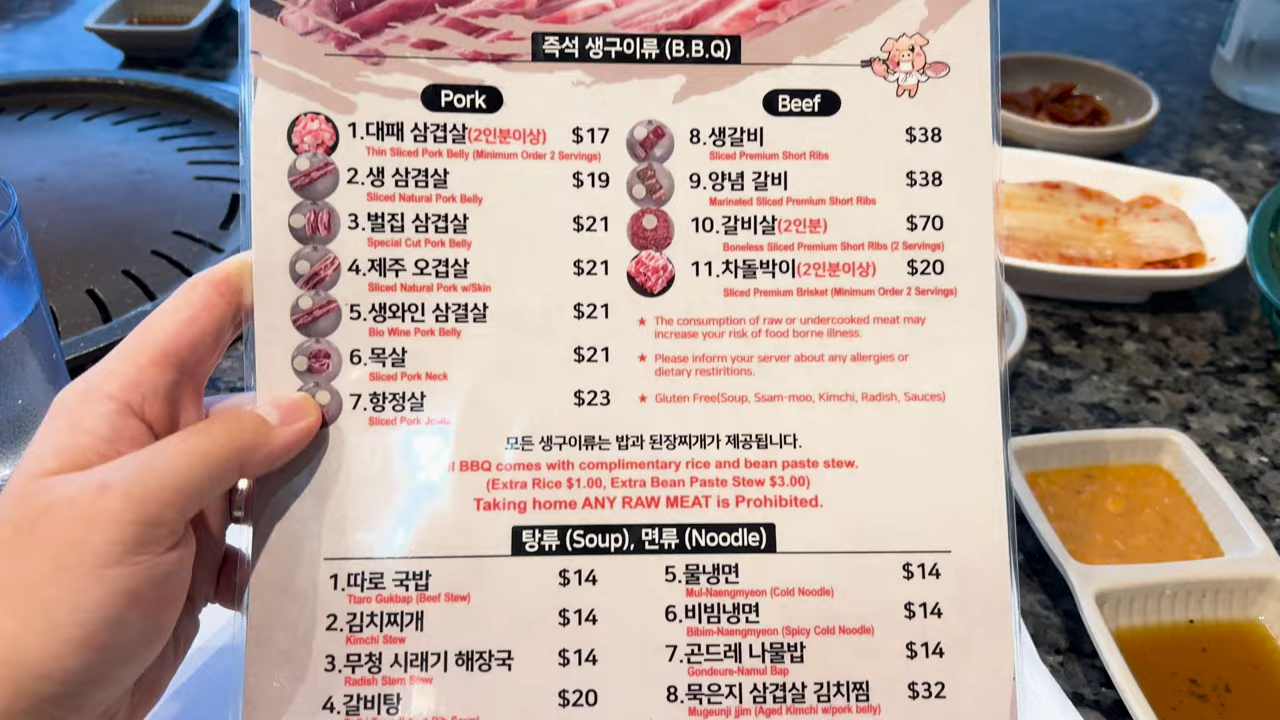 즉석 생구이류 (B.B.Q)
Pork
1.대패 삼겹살(2인분이상) $17
Thin Sliced Pork Belly (Minimum Order 2 Servings)
2.생 삼겸살 $19
Sliced Natural Pork Belly
3.벌집 삼겹살 $21
Special Cut Pork Belly
4.제주 오겹살 $21
Sliced Natural Pork w/Skin
5.생와인 삼결살 $21
Bio Wine Pork Belly
6.목살 $21
Sliced Pork Neck
7.항정살 $23
Sliced Pork
Beef
8.생갈비 $38
Sliced Premium Short Ribs
9.양념 갈비 $38
Marinated Sliced Premium Short Ribs
10.갈비살(2인분) $70
Boneless Sliced Premium Short Ribs (2 Servings)
11.차돌박이(2인분이상) $20
Sliced Premium Brisket (Minimum Order 2 Servings)
★ The consumption of raw or undercooked meat may
increase your risk of food borne illness.
★ Please inform your server about any allergies or
dietary restiritions.
★ Gluten Free(Soup, Ssam-moo, Kimchi, Radish, Sauces)
모든 생구이류는 밥과 된장찌개가 제공됩니다.
BBQ comes with complimentary rice and bean paste stew.
(Extra Rice $1.00, Extra Bean Paste Stew $3.00)
Taking home ANY RAW MEAT is Prohibited.
탕류 (Soup), 면류 (Noodle)
1.따로 국밥 $14
Ttaro Gukbap (Beef Stew)
2.김치찌개 $14
Kimchi Stew
3.무청 시래기 해장국 $14
Radish Stem Stew
4.갈비탕 $20
5.물냉면 $14
Mul-Naengmyeon (Cold Noodle)
6.비빔냉면 $14
Bibim-Naengmyeon (Spicy Cold Noodle)
7.곤드레 나물밥 $14
Gondeure-Namul Bap
8.묵은지 삼겹살 김치찜 $32
Mugeunji jjim (Aged Kimchi w/pork belly)